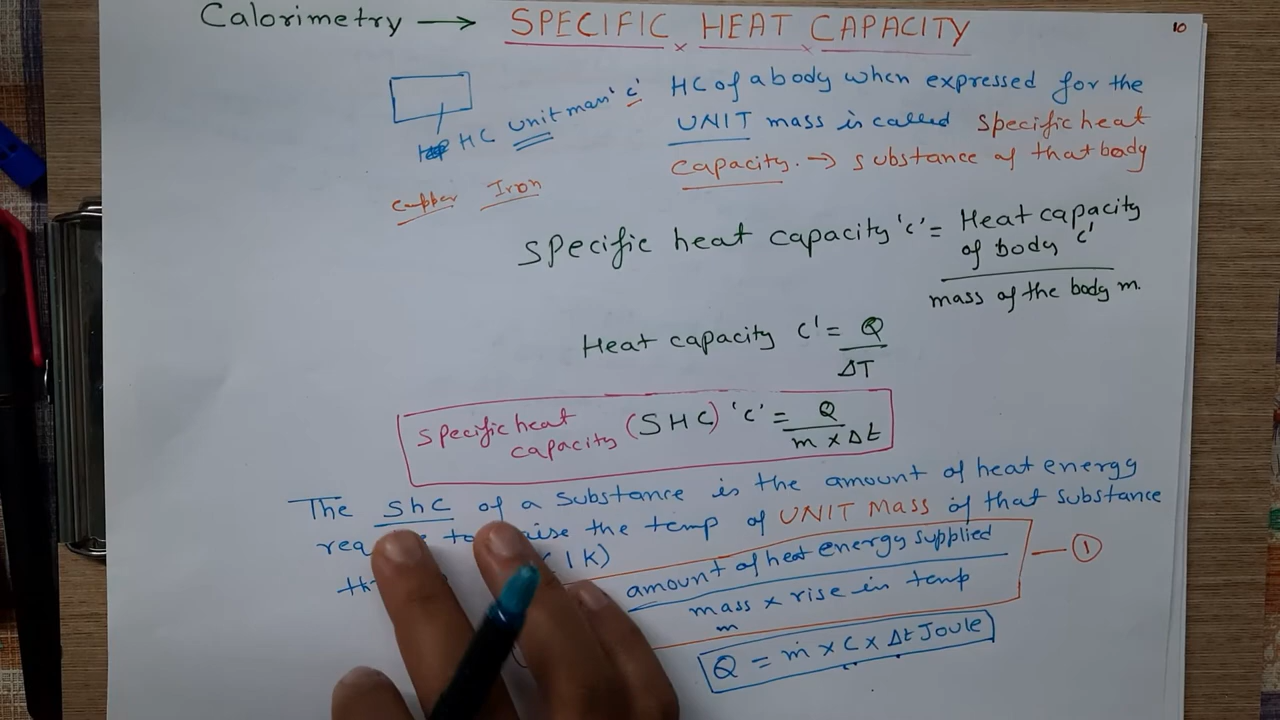 Calorimetry → SPECIFIC HEAT CAPACITY
10
HC unit mass 'c'
Copper Iron
HC of a body when expressed for the
UNIT mass is called specific heat
capacity. → substance of that body
Specific heat capacity 'c' = Heat capacity
of body c'
mass of the body m.
Heat capacity c' = Q
ΔT
Specific heat
capacity (SHC) 'c' = Q
m x Δt
The shc of a substance is the amount of heat energy
to raise the temp of UNIT MASS of that substance
(1K)
amount of heat energy supplied
mass x rise in temp
m
1
Q = m x c x Δt Joule